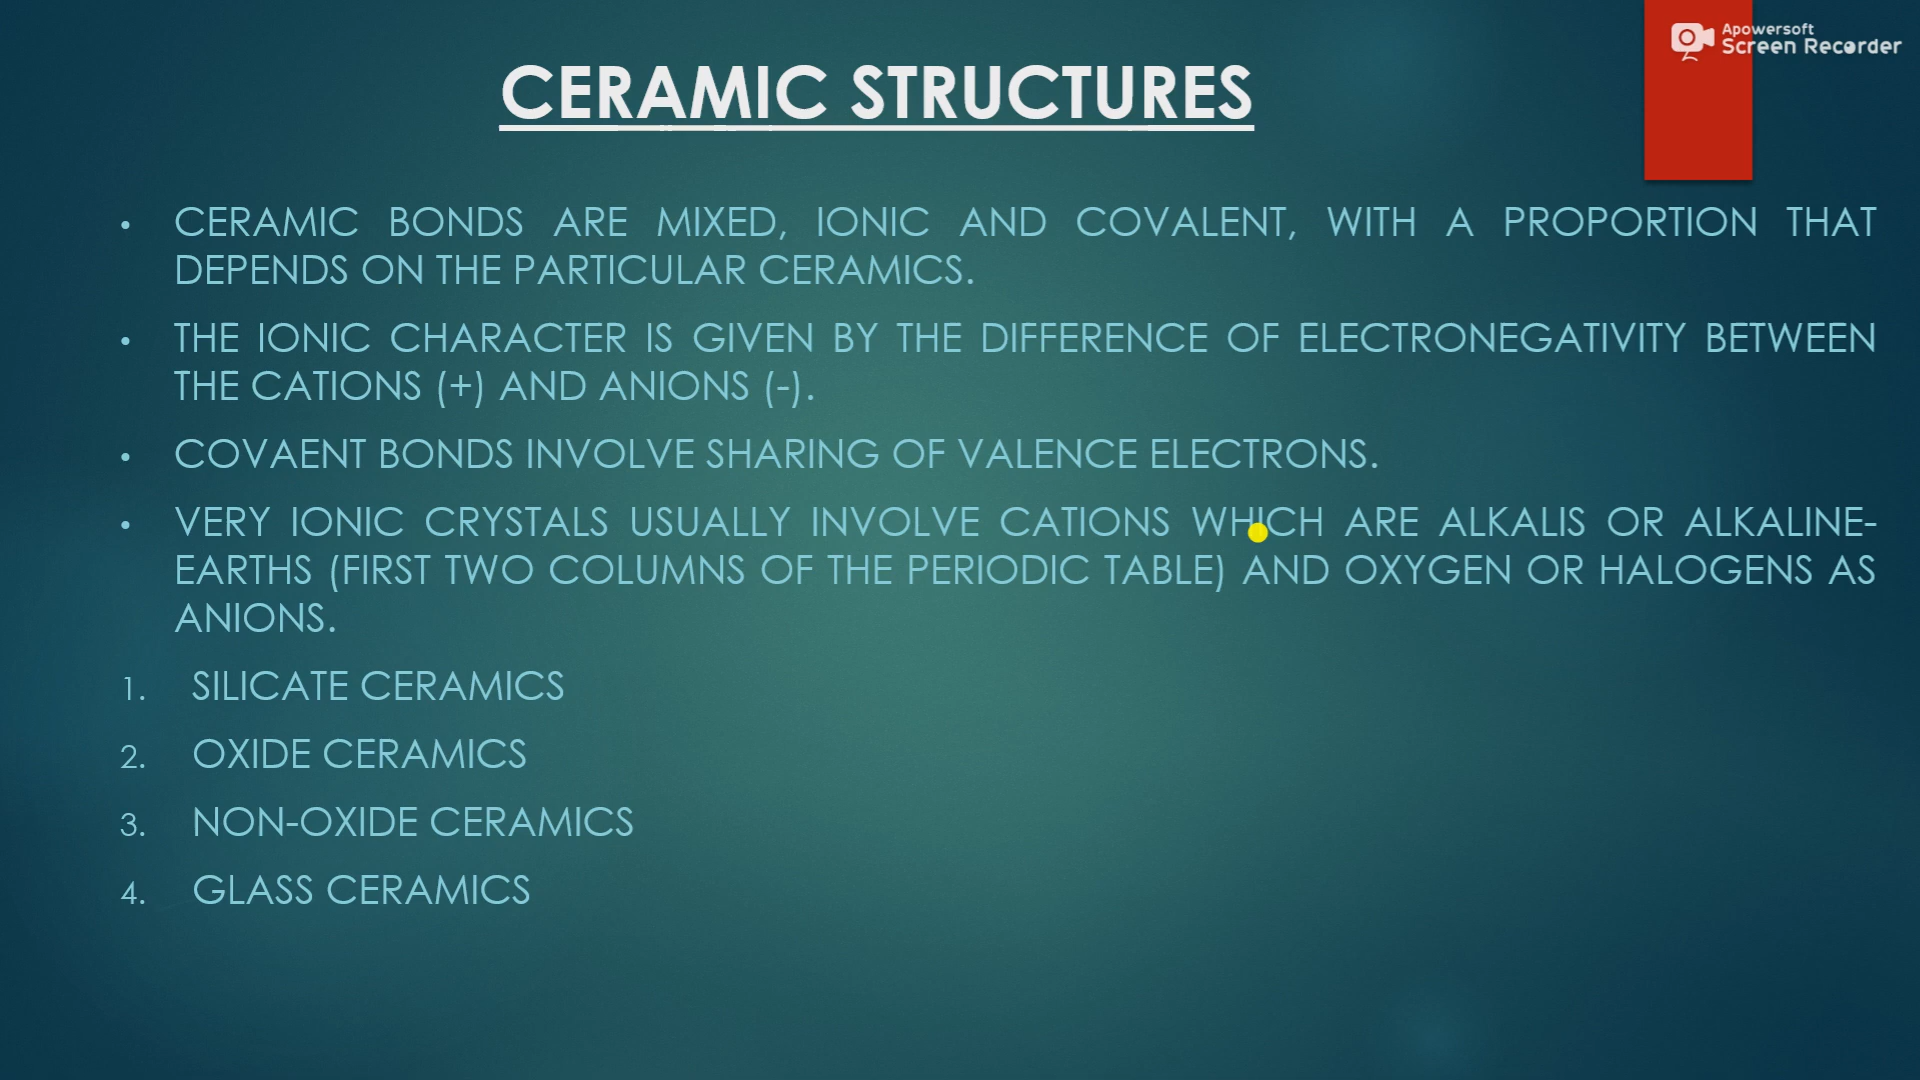 Apowersoft
Screen Recorder
CERAMIC STRUCTURES
• CERAMIC BONDS ARE MIXED, IONIC AND COVALENT, WITH A PROPORTION THAT
DEPENDS ON THE PARTICULAR CERAMICS.
• THE IONIC CHARACTER IS GIVEN BY THE DIFFERENCE OF ELECTRONEGATIVITY BETWEEN
THE CATIONS (+) AND ANIONS (-).
• COVAENT BONDS INVOLVE SHARING OF VALENCE ELECTRONS.
• VERY IONIC CRYSTALS USUALLY INVOLVE CATIONS WHICH ARE ALKALIS OR ALKALINE-
EARTHS (FIRST TWO COLUMNS OF THE PERIODIC TABLE) AND OXYGEN OR HALOGENS AS
ANIONS.
1. SILICATE CERAMICS
2. OXIDE CERAMICS
3. NON-OXIDE CERAMICS
4. GLASS CERAMICS